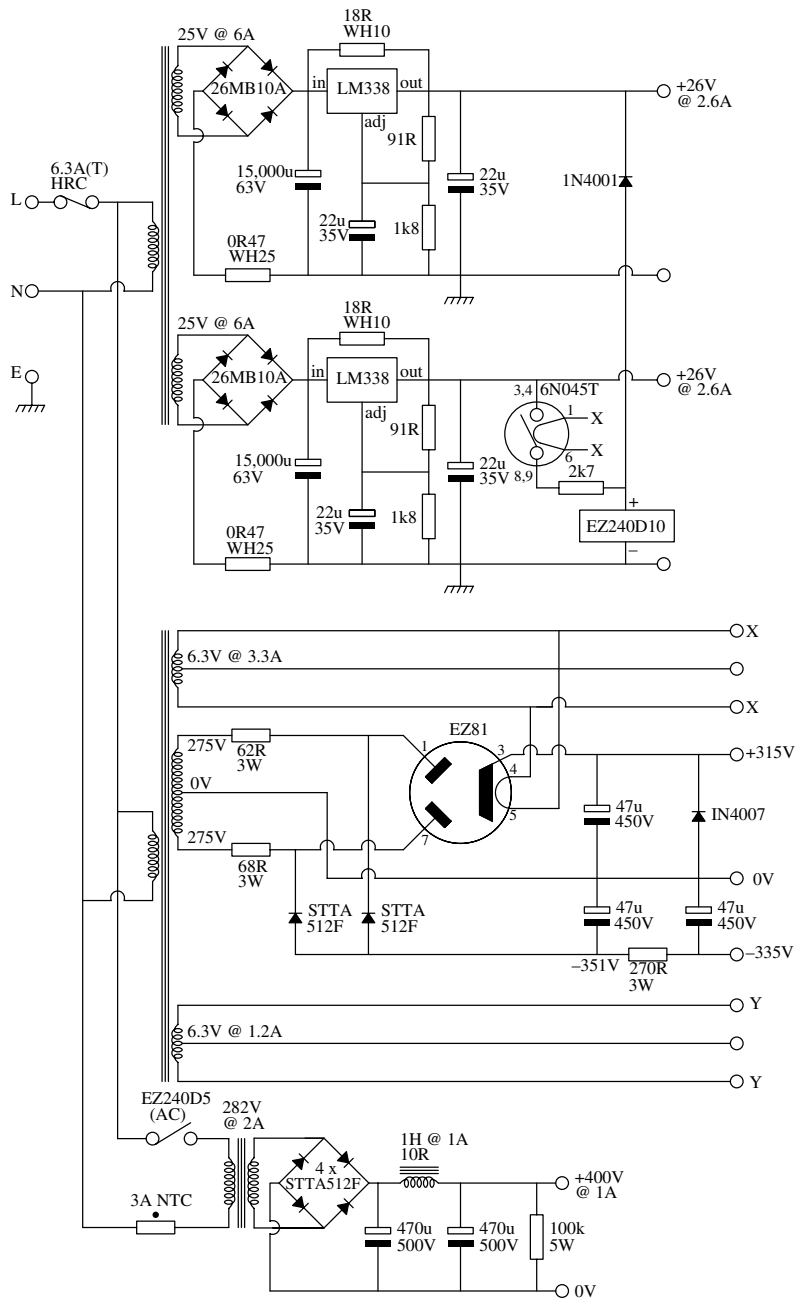 18R
WH10
25V @ 6A
26MB10A
in
LM338
out
adj
91R
+26V
@ 2.6A
15,000u
63V
22u
35V
1k8
22u
35V
1N4001
6.3A(T)
HRC
L
N
E
0R47
WH25
18R
WH10
25V @ 6A
26MB10A
in
LM338
out
adj
91R
+26V
@ 2.6A
3,4
6N045T
1
X
X
6
8,9
2k7
15,000u
63V
22u
35V
1k8
22u
35V
+
EZ240D10
–
0R47
WH25
X
6.3V @ 3.3A
X
EZ81
275V
62R
3W
1
3
4
+315V
0V
5
47u
450V
IN4007
275V
7
68R
3W
0V
STTA
512F
STTA
512F
47u
450V
47u
450V
–351V
270R
3W
–335V
Y
6.3V @ 1.2A
Y
EZ240D5
(AC)
282V
@ 2A
1H @ 1A
10R
4 x
STTA512F
+400V
@ 1A
3A NTC
470u
500V
470u
500V
100k
5W
0V